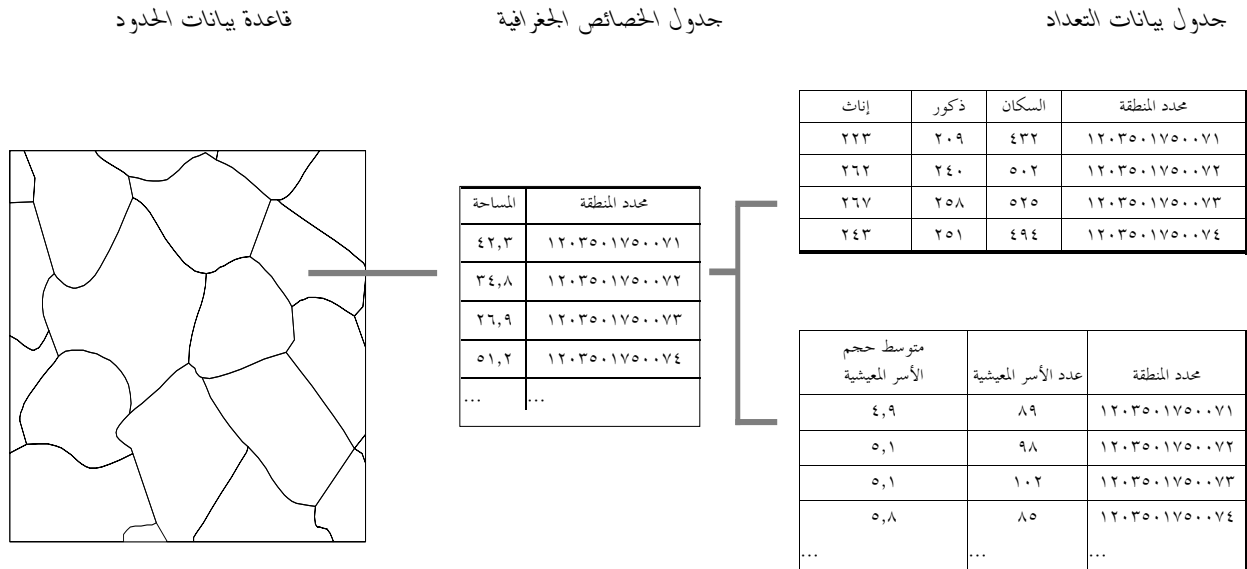 جدول بيانات التعداد
جدول الخصائص الجغرافية
قاعدة بيانات الحدود
محدد المنطقة السكان ذكور إناث
١٢٠٣٥٠١٧٥٠٠٧١ ٤٣٢ ٢٠٩ ٢٢٣
١٢٠٣٥٠١٧٥٠٠٧٢ ٥٠٢ ٢٤٠ ٢٦٢
١٢٠٣٥٠١٧٥٠٠٧٣ ٥٢٥ ٢٥٨ ٢٦٧
١٢٠٣٥٠١٧٥٠٠٧٤ ٤٩٤ ٢٥١ ٢٤٣
محدد المنطقة عدد الأسر المعيشية متوسط حجم
الأسر المعيشية
١٢٠٣٥٠١٧٥٠٠٧١ ٨٩ ٤,٩
١٢٠٣٥٠١٧٥٠٠٧٢ ٩٨ ٥,١
١٢٠٣٥٠١٧٥٠٠٧٣ ١٠٢ ٥,١
١٢٠٣٥٠١٧٥٠٠٧٤ ٨٥ ٥,٨
... ... ...
محدد المنطقة المساحة
١٢٠٣٥٠١٧٥٠٠٧١ ٤٢,٣
١٢٠٣٥٠١٧٥٠٠٧٢ ٣٤,٨
١٢٠٣٥٠١٧٥٠٠٧٣ ٢٦,٩
١٢٠٣٥٠١٧٥٠٠٧٤ ٥١,٢
... ...